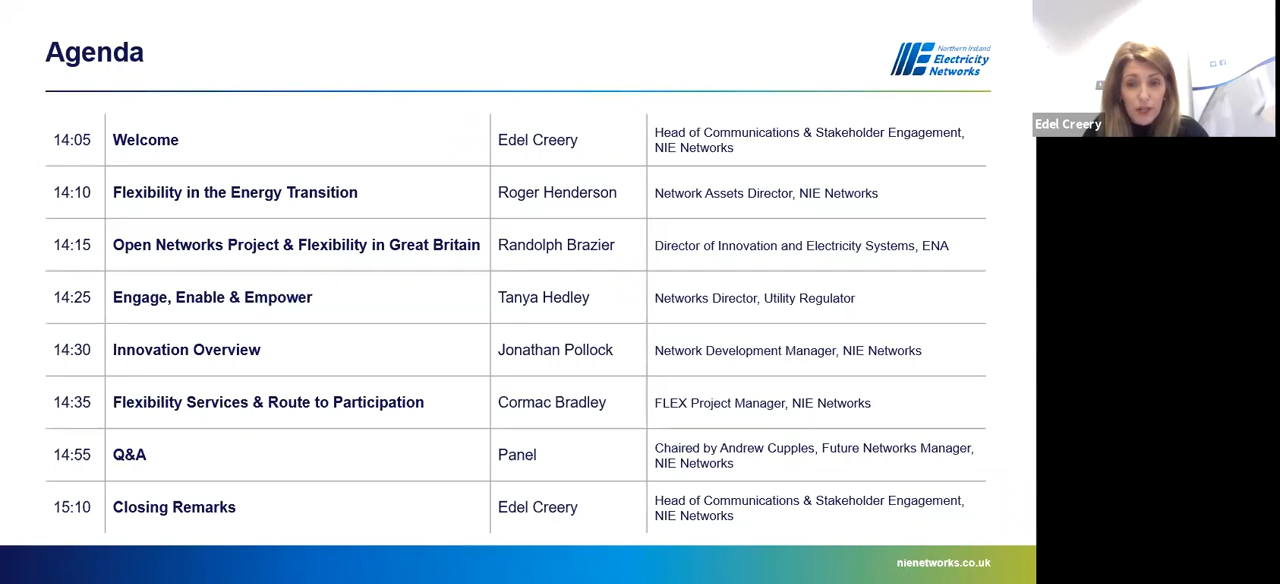 Agenda
Northern Ireland
Electricity
Networks
14:05 Welcome Edel Creery Head of Communications & Stakeholder Engagement,
NIE Networks
14:10 Flexibility in the Energy Transition Roger Henderson Network Assets Director, NIE Networks
14:15 Open Networks Project & Flexibility in Great Britain Randolph Brazier Director of Innovation and Electricity Systems, ENA
14:25 Engage, Enable & Empower Tanya Hedley Networks Director, Utility Regulator
14:30 Innovation Overview Jonathan Pollock Network Development Manager, NIE Networks
14:35 Flexibility Services & Route to Participation Cormac Bradley FLEX Project Manager, NIE Networks
14:55 Q&A Panel Chaired by Andrew Cupples, Future Networks Manager,
NIE Networks
15:10 Closing Remarks Edel Creery Head of Communications & Stakeholder Engagement,
NIE Networks
nienetworks.co.uk
Edel Creery